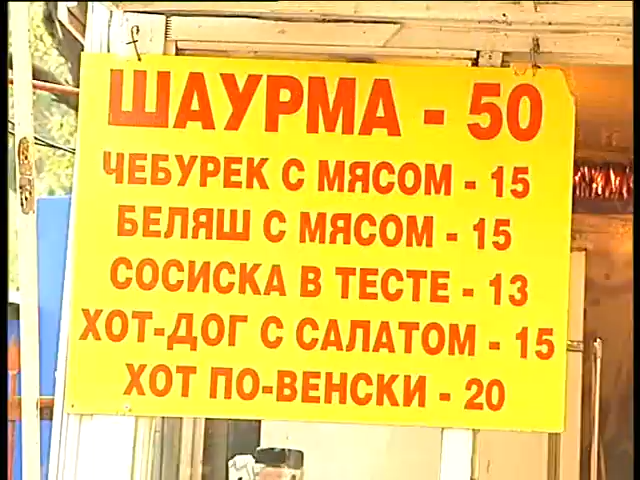 ШАУРМА - 50
ЧЕБУРЕК С МЯСОМ - 15
БЕЛЯШ С МЯСОМ - 15
СОСИСКА В ТЕСТЕ - 13
ХОТ-ДОГ С САЛАТОМ - 15
ХОТ ПО-ВЕНСКИ - 20